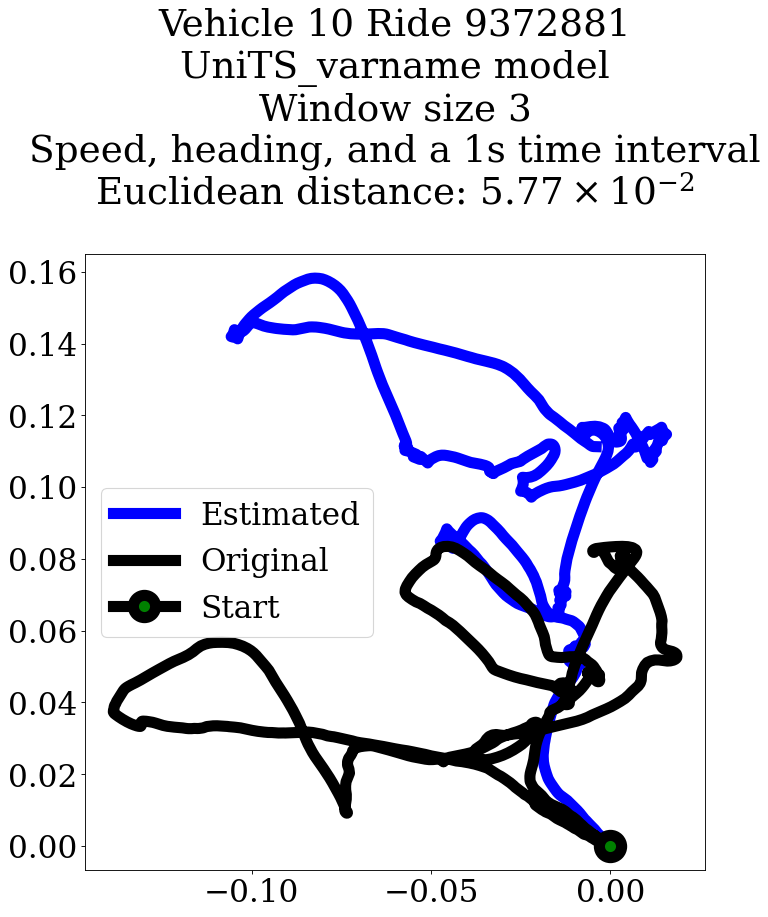 Vehicle 10 Ride 9372881
UniTS_varname model
Window size 3
Speed, heading, and a 1s time interval
Euclidean distance: 5.77 × 10⁻²
0.16
0.14
0.12
0.10
0.08
0.06
0.04
0.02
0.00
Estimated
Original
Start
−0.10
−0.05
0.00